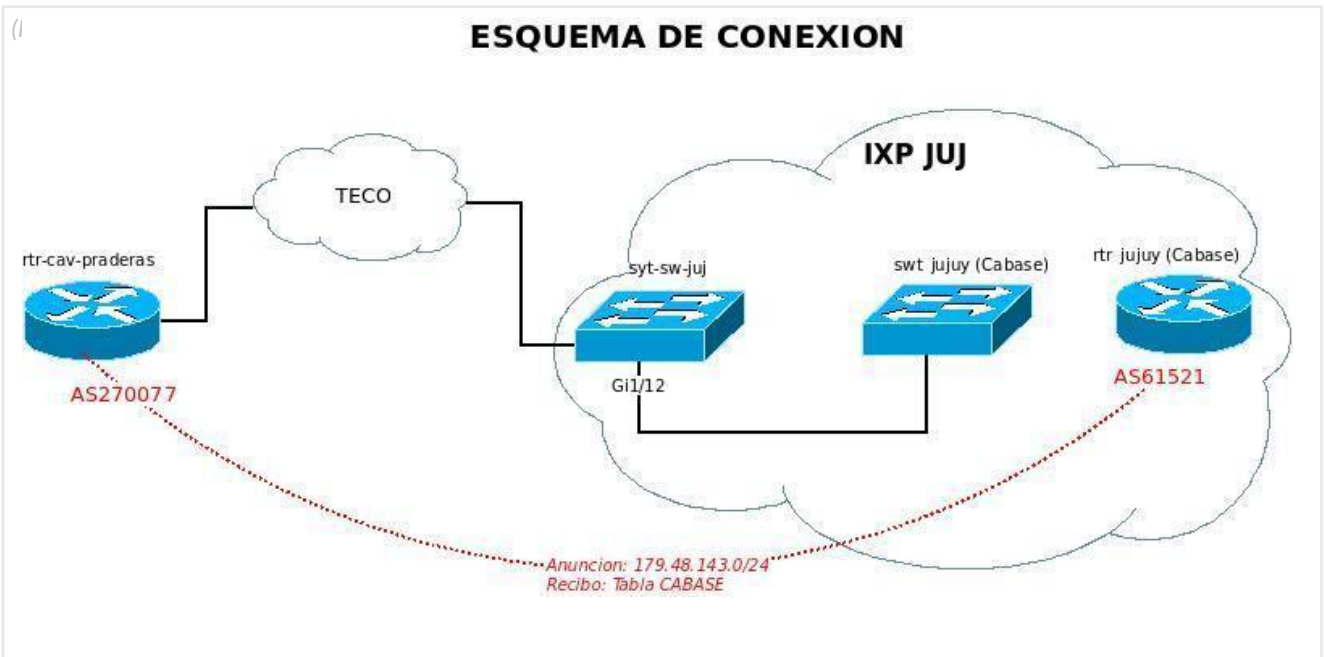 ESQUEMA DE CONEXION
IXP JUJ
TECO
rtr-cav-praderas
syt-sw-juj
swt jujuy (Cabase)
rtr jujuy (Cabase)
Gi1/12
AS270077
AS61521
Anuncion: 179.48.143.0/24
Recibo: Tabla CABASE